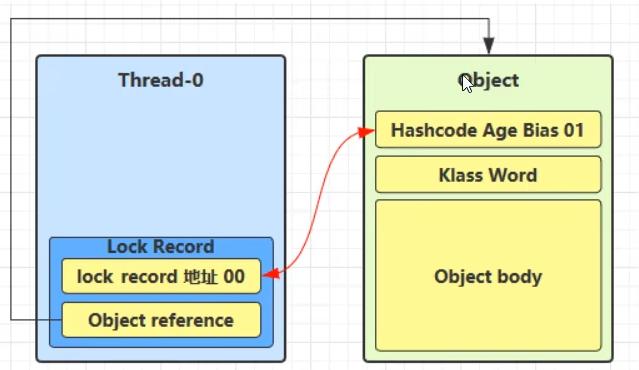 Thread-0
Lock Record
lock record 地址 00
Object reference
Object
Hashcode Age Bias 01
Klass Word
Object body